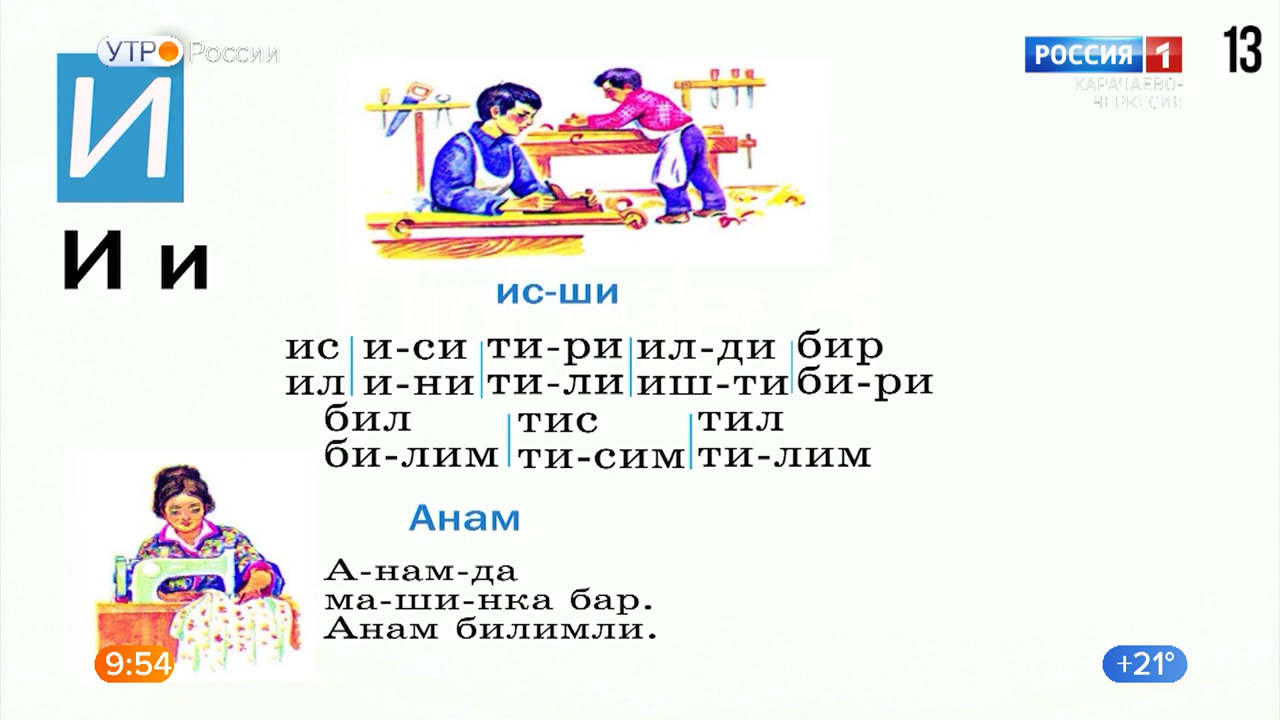 УТРО России
РОССИЯ 1
КАРАЧАЕВО-
ЧЕРКЕСИЯ
13
И
И и
ис-ши
ис и-си ти-ри ил-ди бир
ил и-ни ти-ли иш-ти би-ри
бил тис тил
би-лим ти-сим ти-лим
Анам
А-нам-да
ма-ши-нка бар.
Анам билимли.
9:54
+21°